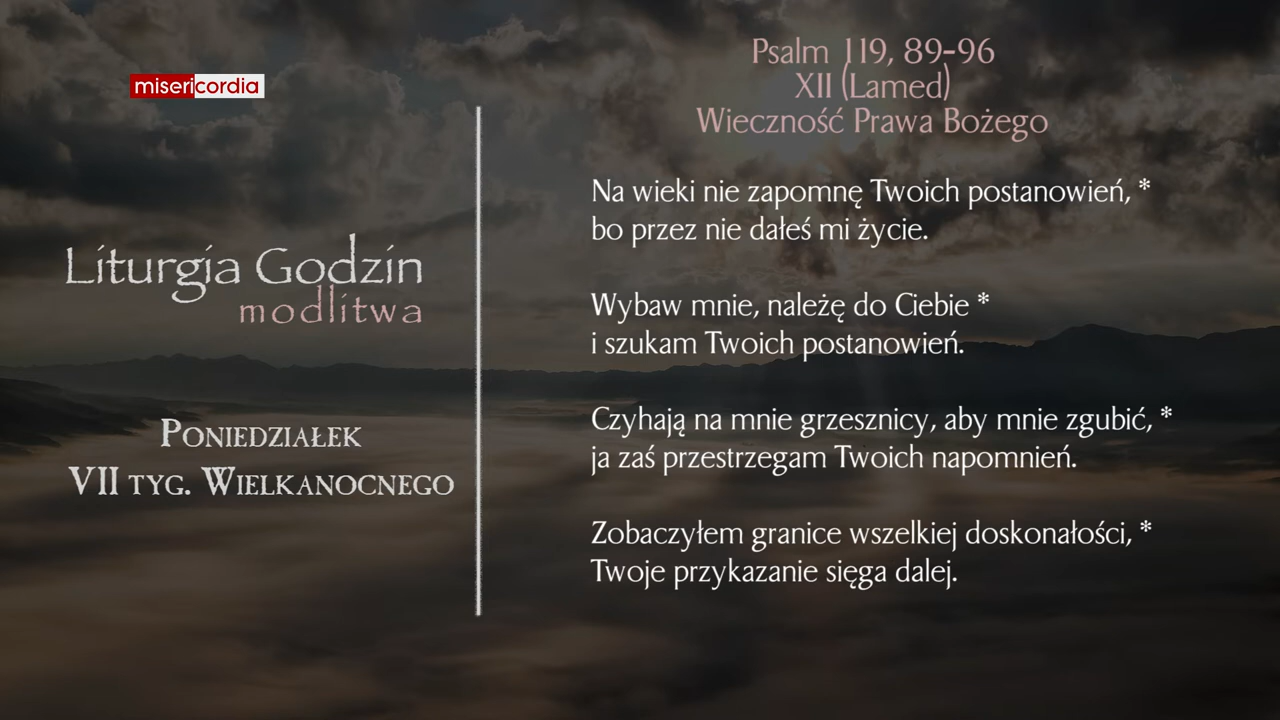 misericordia
Liturgia Godzin
modlitwa
Poniedziałek
VII tyg. Wielkanocnego
Psalm 119, 89-96
XII (Lamed)
Wieczność Prawa Bożego
Na wieki nie zapomnę Twoich postanowień, *
bo przez nie dałeś mi życie.
Wybaw mnie, należę do Ciebie *
i szukam Twoich postanowień.
Czyhają na mnie grzesznicy, aby mnie zgubić, *
ja zaś przestrzegam Twoich napomnień.
Zobaczyłem granice wszelkiej doskonałości, *
Twoje przykazanie sięga dalej.